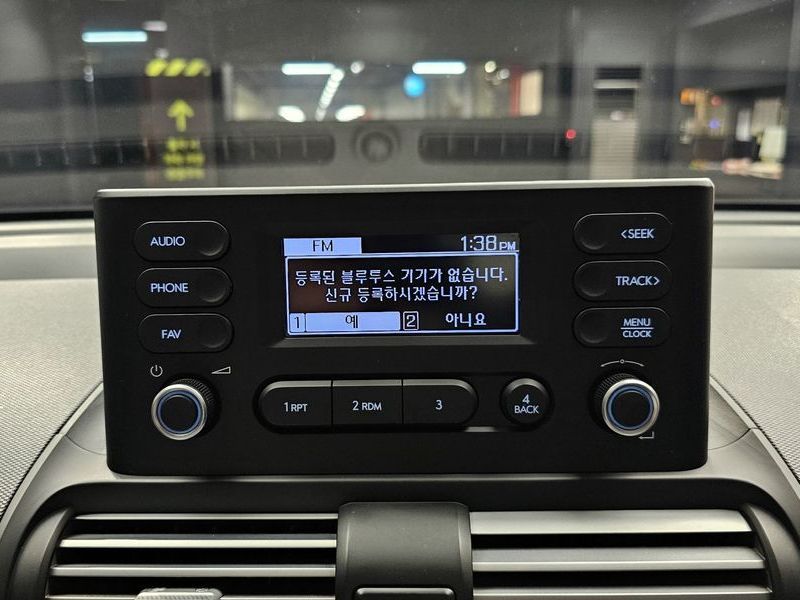 FM 1:38 PM
등록된 블루투스 기기가 없습니다.
신규 등록하시겠습니까?
1 예 2 아니요
AUDIO
PHONE
FAV
<SEEK
TRACK>
MENU
CLOCK
1 RPT
2 RDM
3
4
BACK